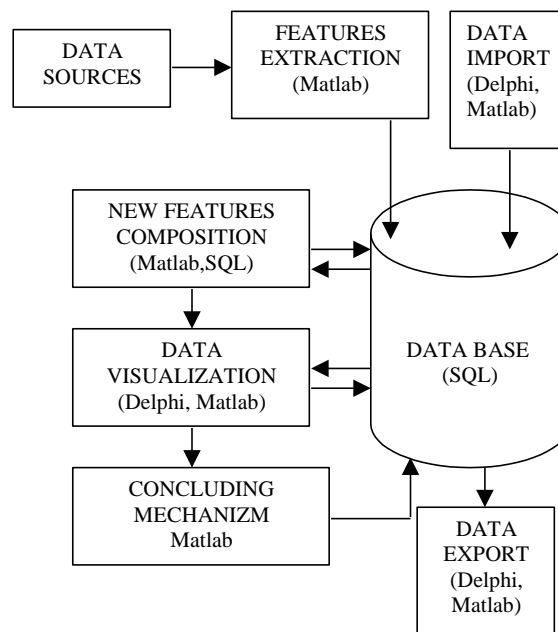 DATA
SOURCES
FEATURES
EXTRACTION
(Matlab)
DATA
IMPORT
(Delphi,
Matlab)
NEW FEATURES
COMPOSITION
(Matlab,SQL)
DATA
VISUALIZATION
(Delphi, Matlab)
DATA BASE
(SQL)
CONCLUDING
MECHANIZM
Matlab
DATA
EXPORT
(Delphi,
Matlab)